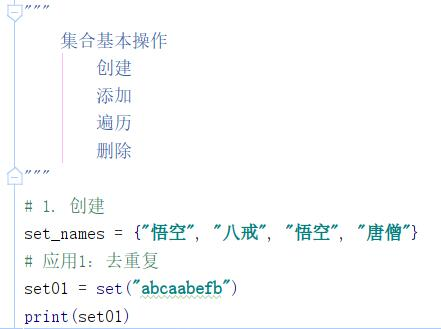 """
集合基本操作
创建
添加
遍历
删除
"""
# 1. 创建
set_names = {"悟空", "八戒", "悟空", "唐僧"}
# 应用1: 去重复
set01 = set("abcaabefb")
print(set01)